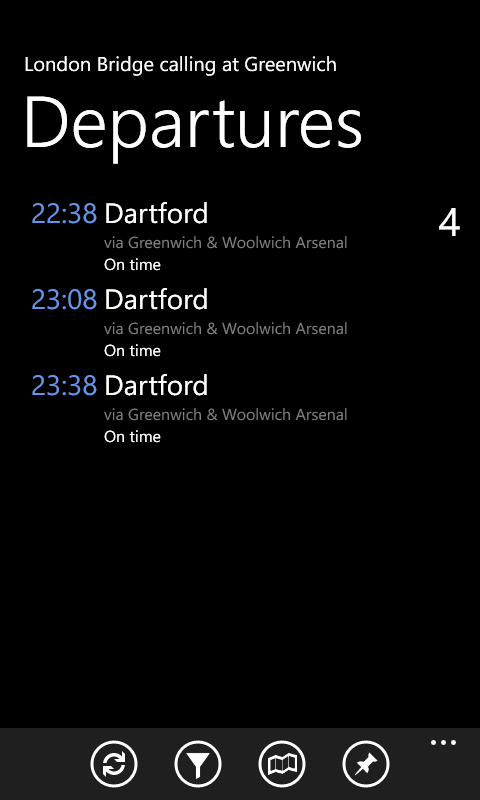 London Bridge calling at Greenwich
Departures
22:38 Dartford 4
via Greenwich & Woolwich Arsenal
On time
23:08 Dartford
via Greenwich & Woolwich Arsenal
On time
23:38 Dartford
via Greenwich & Woolwich Arsenal
On time